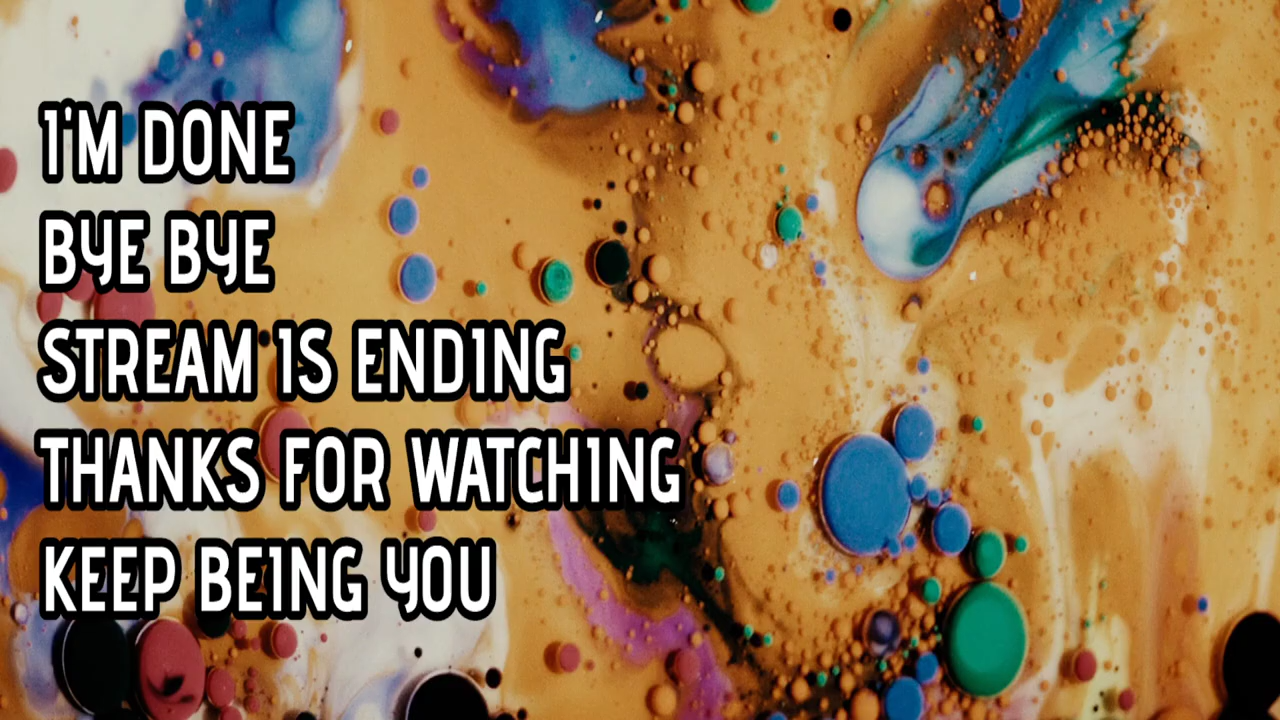 I'M DONE
BYE BYE
STREAM IS ENDING
THANKS FOR WATCHING
KEEP BEING YOU